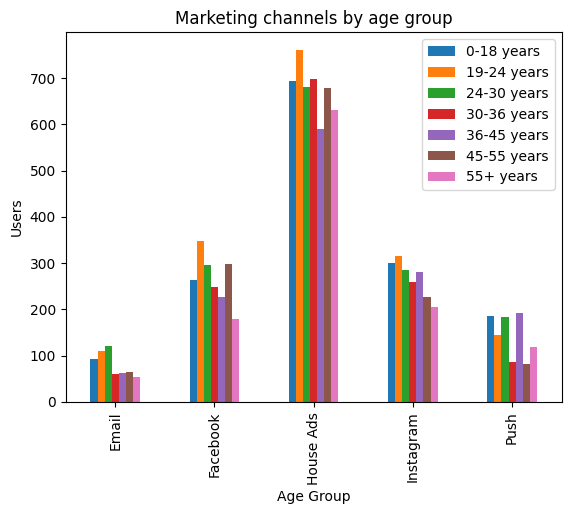 Marketing channels by age group
0-18 years
19-24 years
24-30 years
30-36 years
36-45 years
45-55 years
55+ years
Users
700
600
500
400
300
200
100
0
Email
Facebook
House Ads
Instagram
Push
Age Group